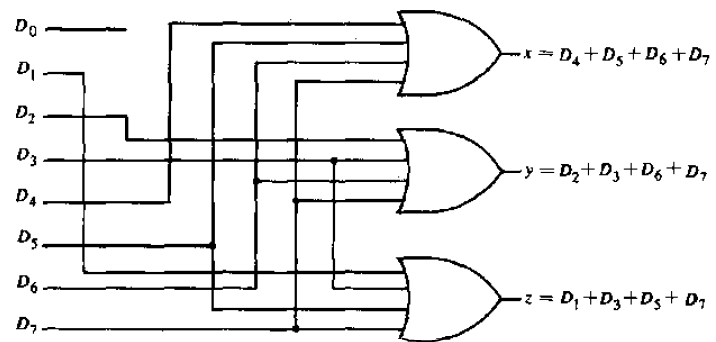 D0
D1
D2
D3
D4
D5
D6
D7
x = D4 + D5 + D6 + D7
y = D2 + D3 + D6 + D7
z = D1 + D3 + D5 + D7